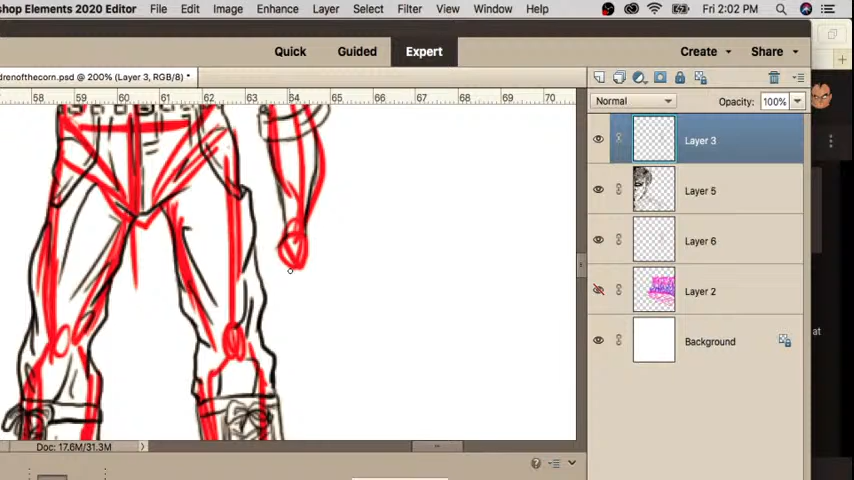 shop Elements 2020 Editor File Edit Image Enhance Layer Select Filter View Window Help Fri 2:02 PM
Quick Guided Expert Create Share
drenofthecorn.psd @ 200% (Layer 3, RGB/8) *
58 59 60 61 62 63 64 65 66 67 68 69 70
Normal Opacity: 100%
Layer 3
Layer 5
Layer 6
Layer 2
Background
at
Doc: 17.6M/31.3M